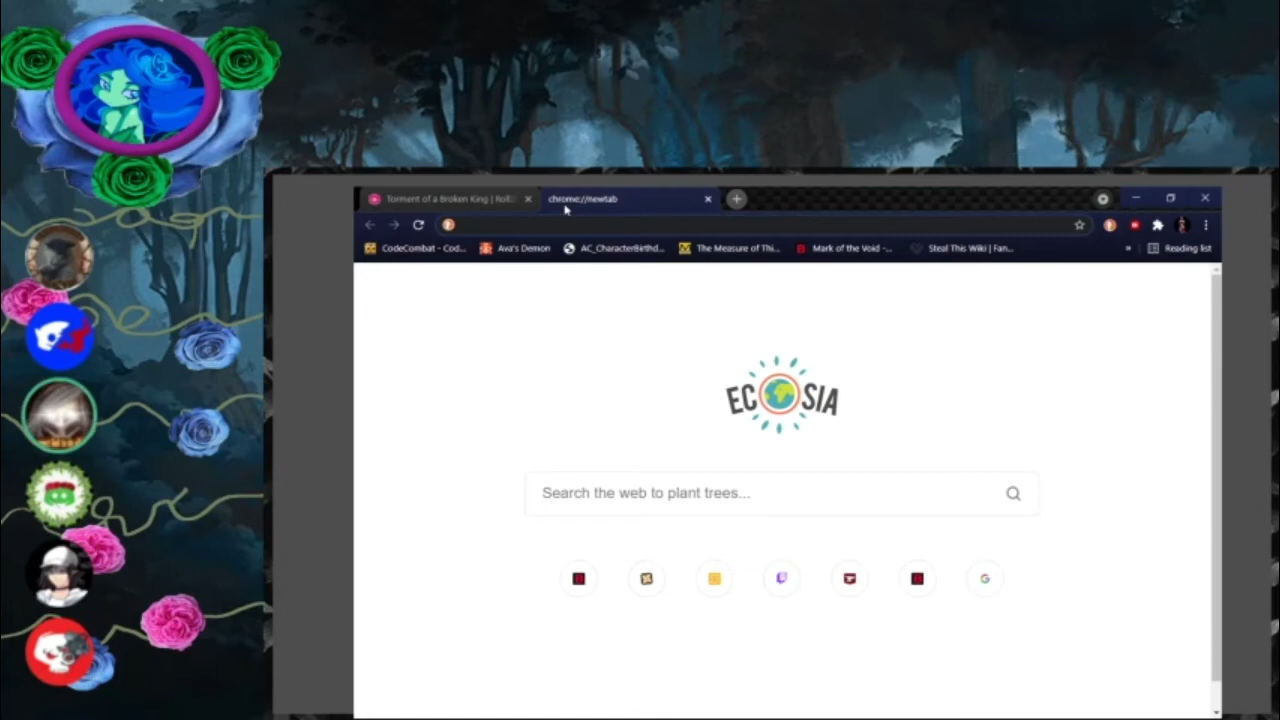 Torment of a Broken King | Roll...
chrome://newtab
CodeCombat - Cod...
Ava's Demon
AC_CharacterBirthd...
The Measure of Thi...
Mark of the Void -...
Steal This Wiki | Fan...
»
Reading list
ECOSIA
Search the web to plant trees...